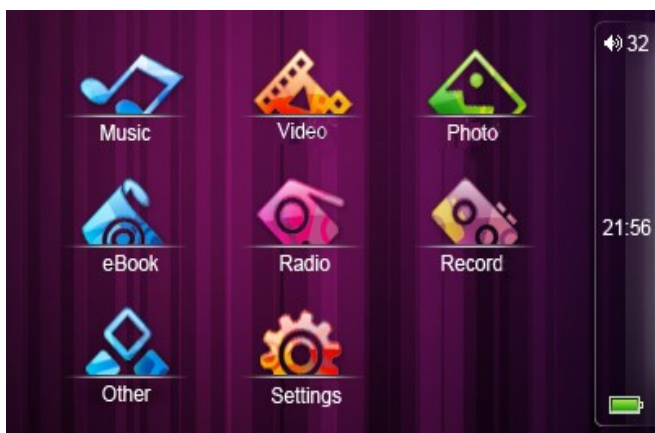 32
Music
Video
Photo
21:56
eBook
Radio
Record
Other
Settings